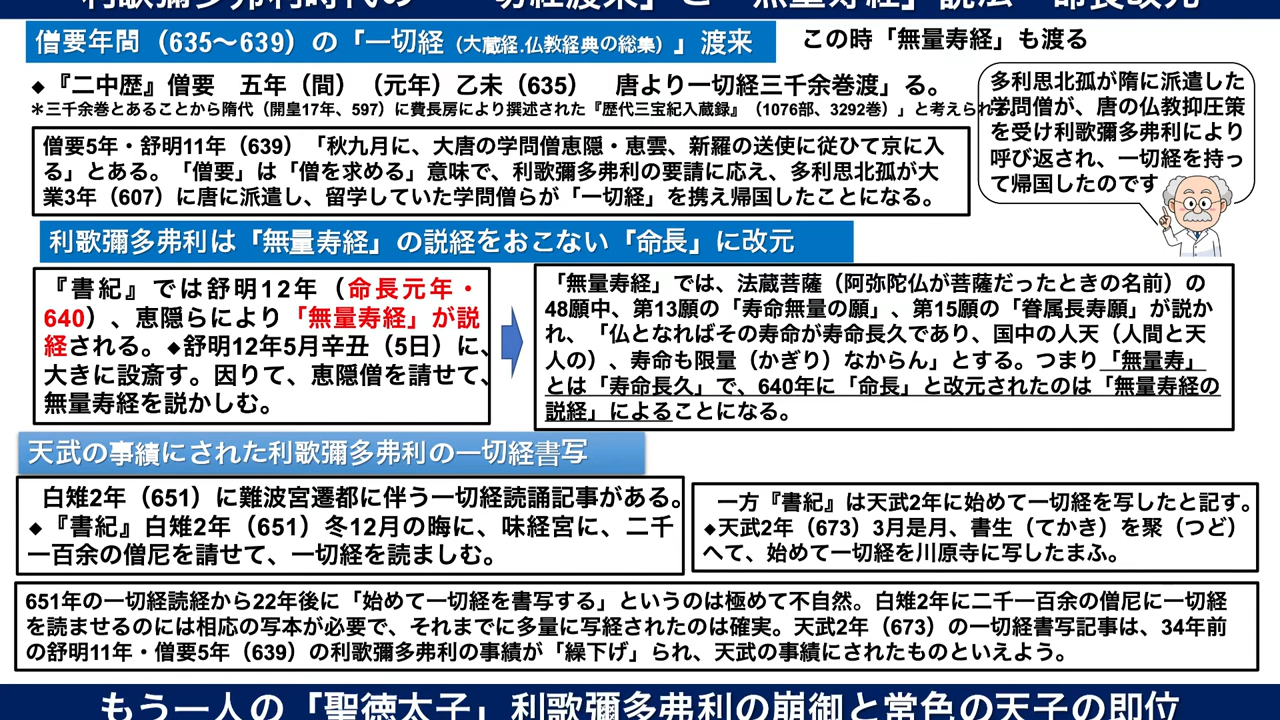 利歌彌多弗利時代の「一切経渡来」と「無量寿経」説法・命長改元
僧要年間（635～639）の『一切経（大蔵経.仏教経典の総集）』渡来
この時「無量寿経」も渡る
◆『二中歴』僧要　五年（間）（元年）乙未（635）　唐より一切経三千余巻渡」る。
＊三千余巻とあることから隋代（開皇17年、597）に費長房により撰述された『歴代三宝紀入蔵録』（1076部、3292巻）」と考えられる
多利思北孤が隋に派遣した
学問僧が、唐の仏教抑圧策
を受け利歌彌多弗利により
呼び返され、一切経を持っ
て帰国したのです
僧要5年・舒明11年（639）「秋九月に、大唐の学問僧恵隠・恵雲、新羅の送使に従ひて京に入
る」とある。「僧要」は「僧を求める」意味で、利歌彌多弗利の要請に応え、多利思北孤が大
業3年（607）に唐に派遣し、留学していた学問僧らが「一切経」を携え帰国したことになる。
利歌彌多弗利は『無量寿経』の説経をおこない『命長』に改元
『書紀』では舒明12年（命長元年・
640）、恵隠らにより「無量寿経」が説
経される。◆舒明12年5月辛丑（5日）に、
大きに設斎す。因りて、恵隠僧を請せて、
無量寿経を説かしむ。
「無量寿経」では、法蔵菩薩（阿弥陀仏が菩薩だったときの名前）の
48願中、第13願の「寿命無量の願」、第15願の「眷属長寿願」が説か
れ、「仏となればその寿命が寿命長久であり、国中の人天（人間と天
人の）、寿命も限量（かぎり）なからん」とする。つまり「無量寿」
とは「寿命長久」で、640年に「命長」と改元されたのは「無量寿経の
説経」によることになる。
天武の事績にされた利歌彌多弗利の一切経書写
白雉2年（651）に難波宮遷都に伴う一切経読誦記事がある。
◆『書紀』白雉2年（651）冬12月の晦に、味経宮に、二千
一百余の僧尼を請せて、一切経を読ましむ。
一方『書紀』は天武2年に始めて一切経を写したと記す。
◆天武2年（673）3月是月、書生（てかき）を聚（つど）
へて、始めて一切経を川原寺に写したまふ。
651年の一切経読経から22年後に「始めて一切経を書写する」というのは極めて不自然。白雉2年に二千一百余の僧尼に一切経
を読ませるのには相応の写本が必要で、それまでに多量に写経されたのは確実。天武2年（673）の一切経書写記事は、34年前
の舒明11年・僧要5年（639）の利歌彌多弗利の事績が「繰下げ」られ、天武の事績にされたものといえよう。
もう一人の「聖徳太子」利歌彌多弗利の崩御と常色の天子の即位